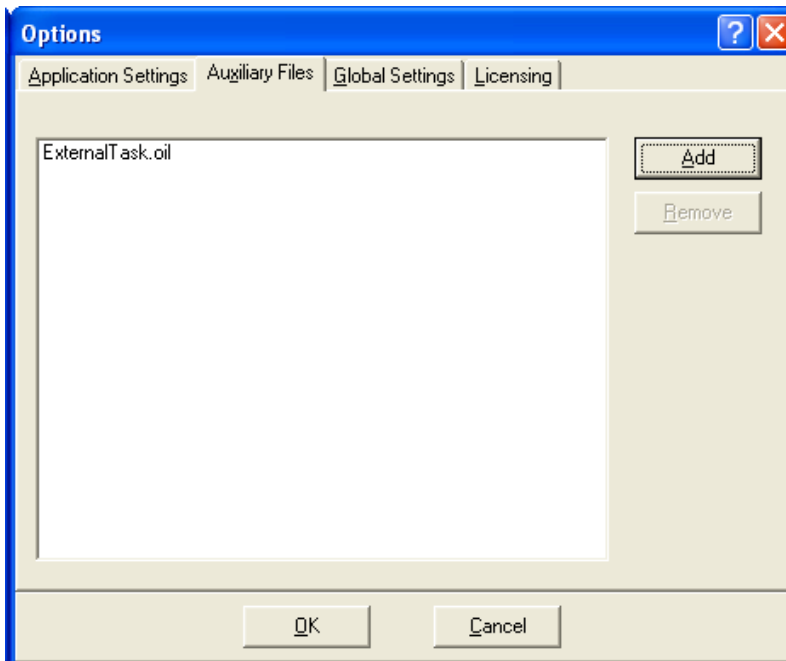 Options
Application Settings Auxiliary Files Global Settings Licensing
ExternalTask.oil
Add
Remove
OK Cancel